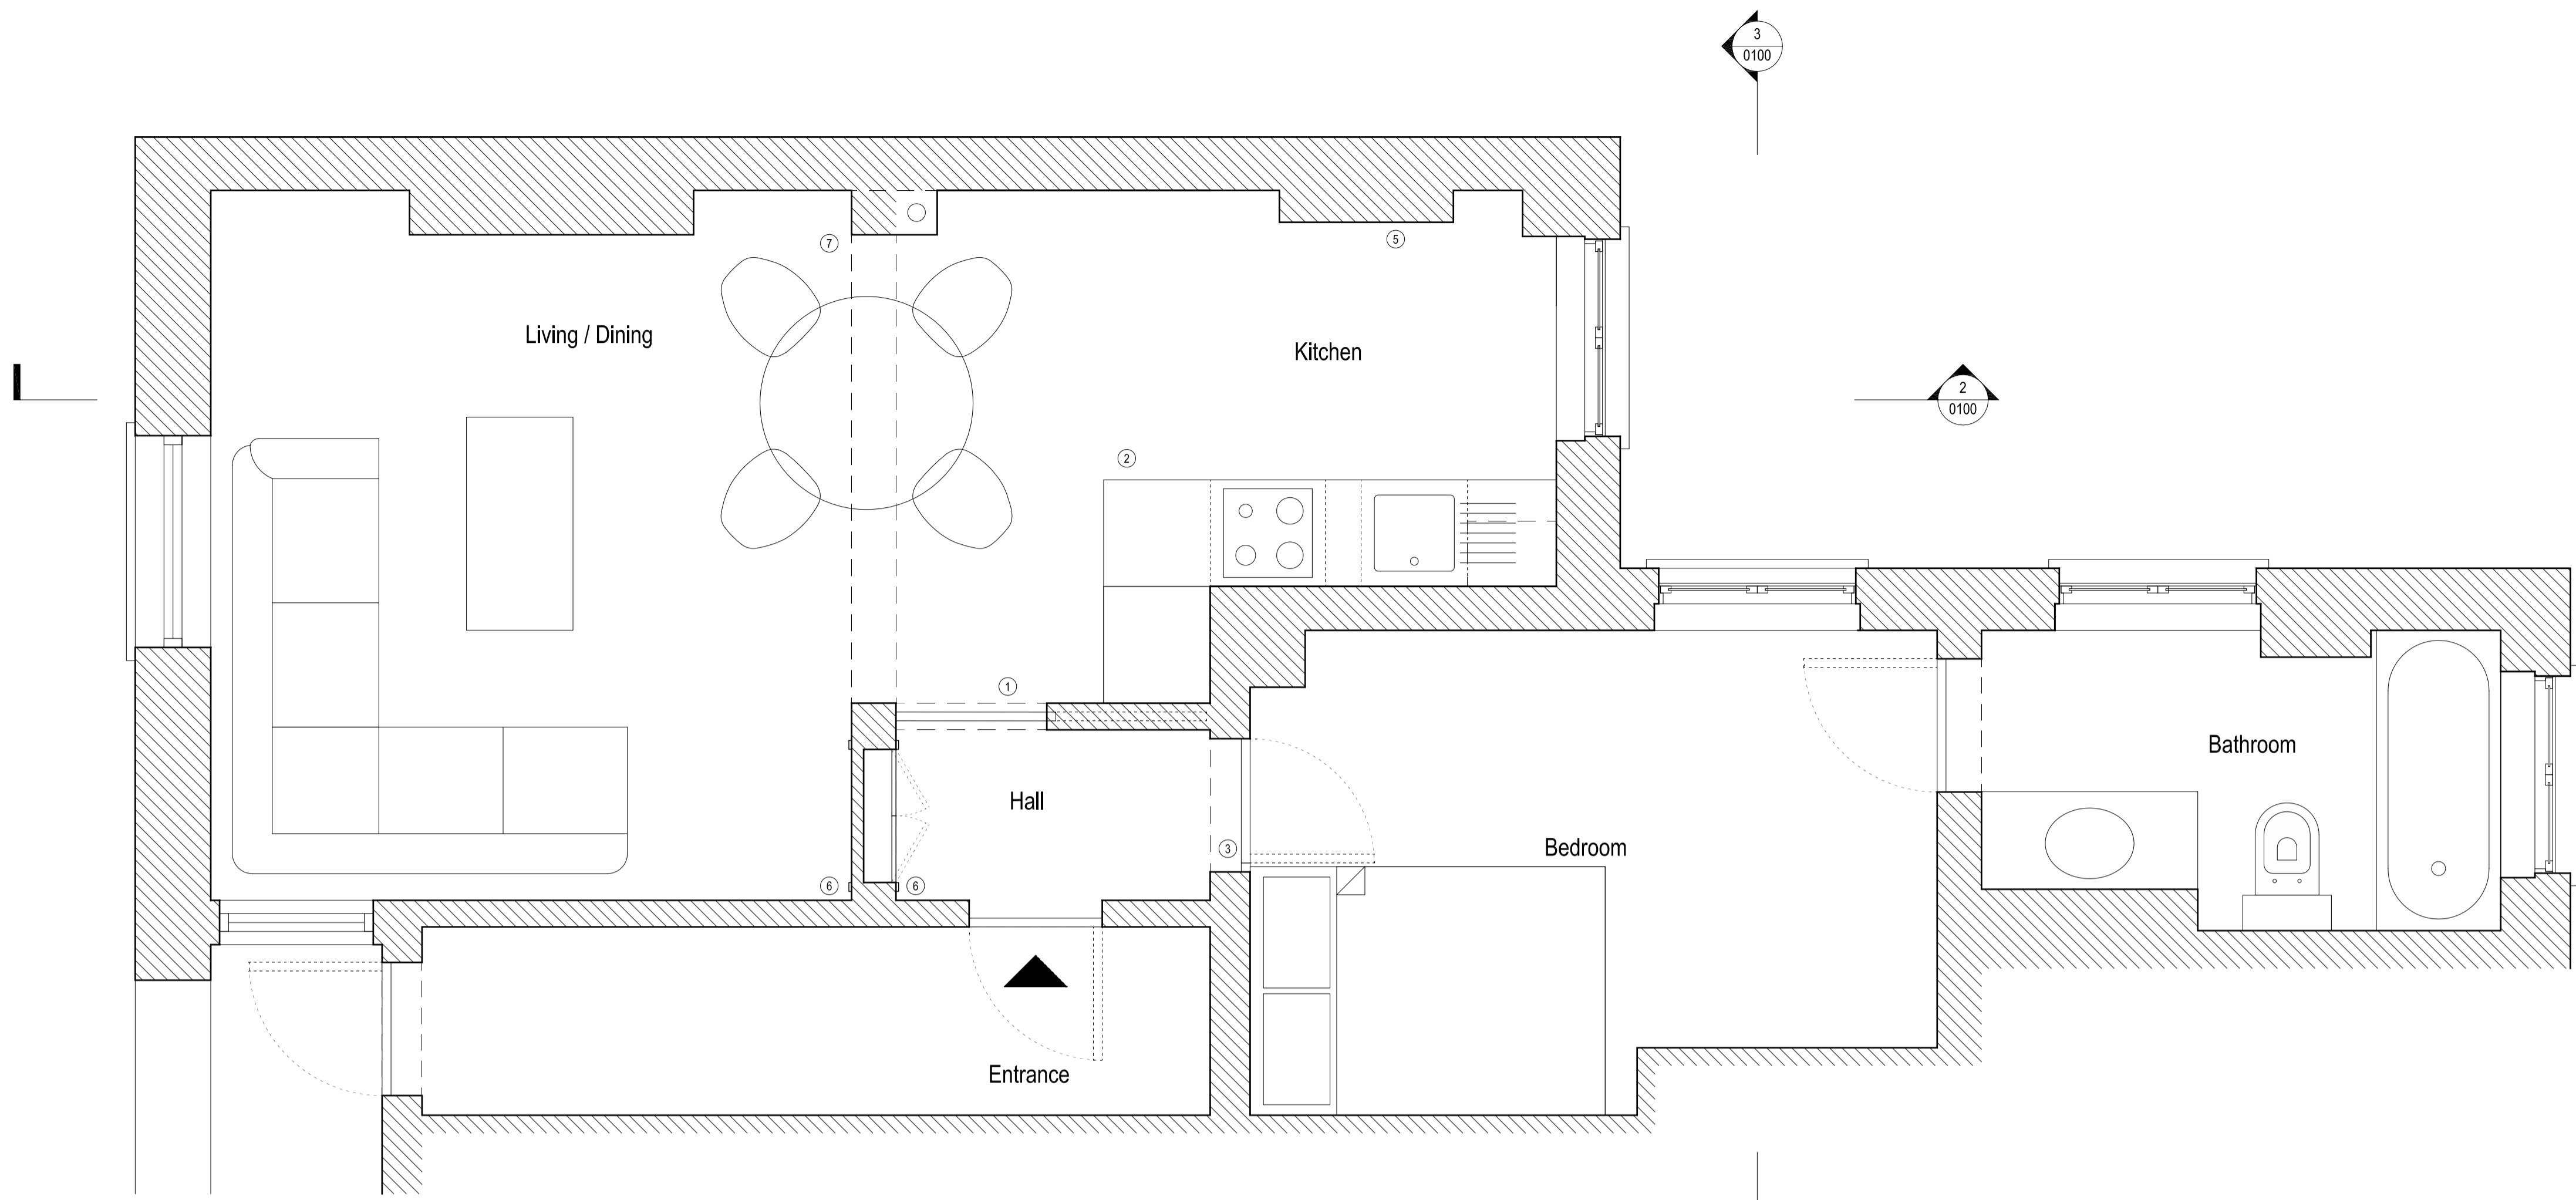 3
0100
7
5
Living / Dining
Kitchen
2
0100
2
1
Bathroom
Hall
Bedroom
3
6
6
Entrance